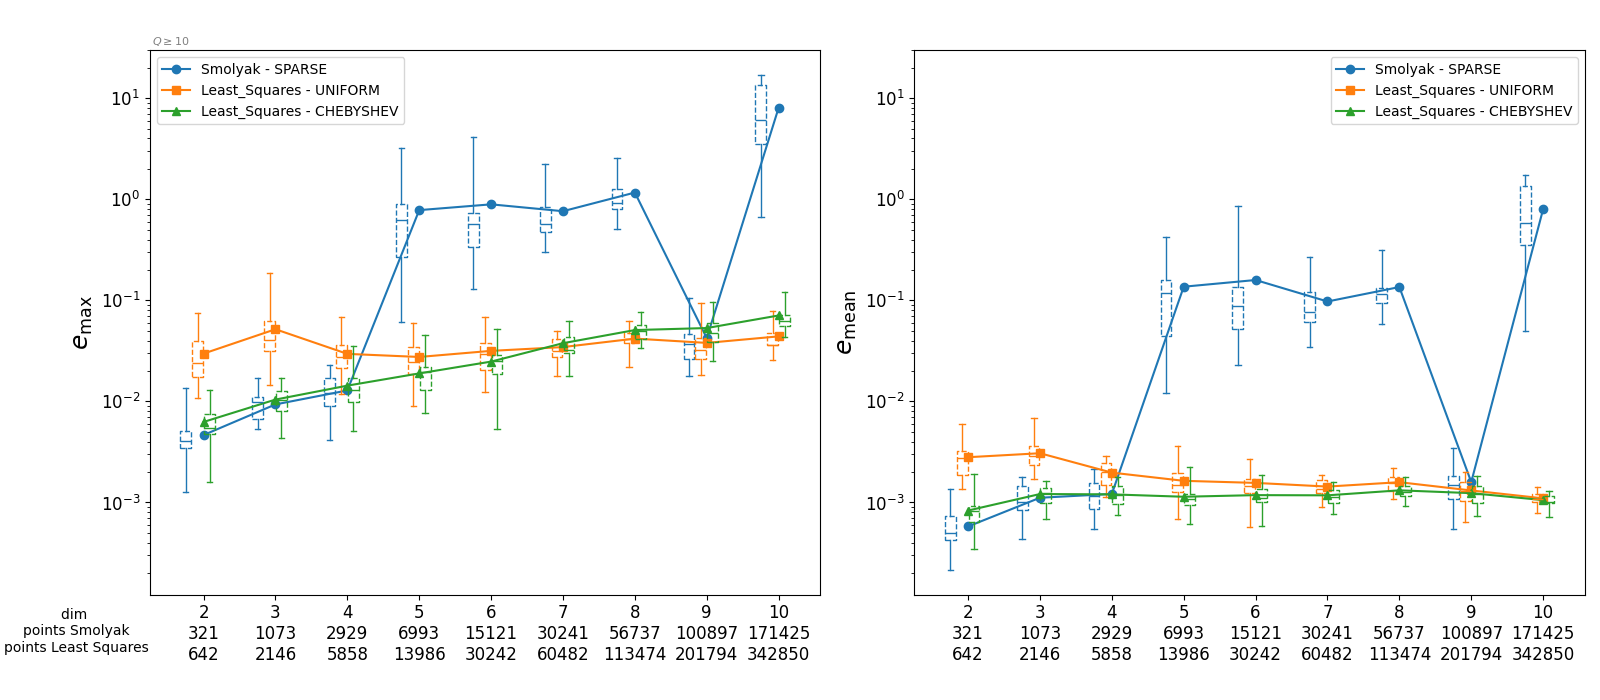 Q ≥ 10
Smolyak - SPARSE
Least_Squares - UNIFORM
Least_Squares - CHEBYSHEV
10¹
10⁰
10⁻¹
10⁻²
10⁻³
e_max
dim 2 3 4 5 6 7 8 9 10
points Smolyak 321 1073 2929 6993 15121 30241 56737 100897 171425
points Least Squares 642 2146 5858 13986 30242 60482 113474 201794 342850
Smolyak - SPARSE
Least_Squares - UNIFORM
Least_Squares - CHEBYSHEV
10¹
10⁰
10⁻¹
10⁻²
10⁻³
e_mean
2 3 4 5 6 7 8 9 10
321 1073 2929 6993 15121 30241 56737 100897 171425
642 2146 5858 13986 30242 60482 113474 201794 342850